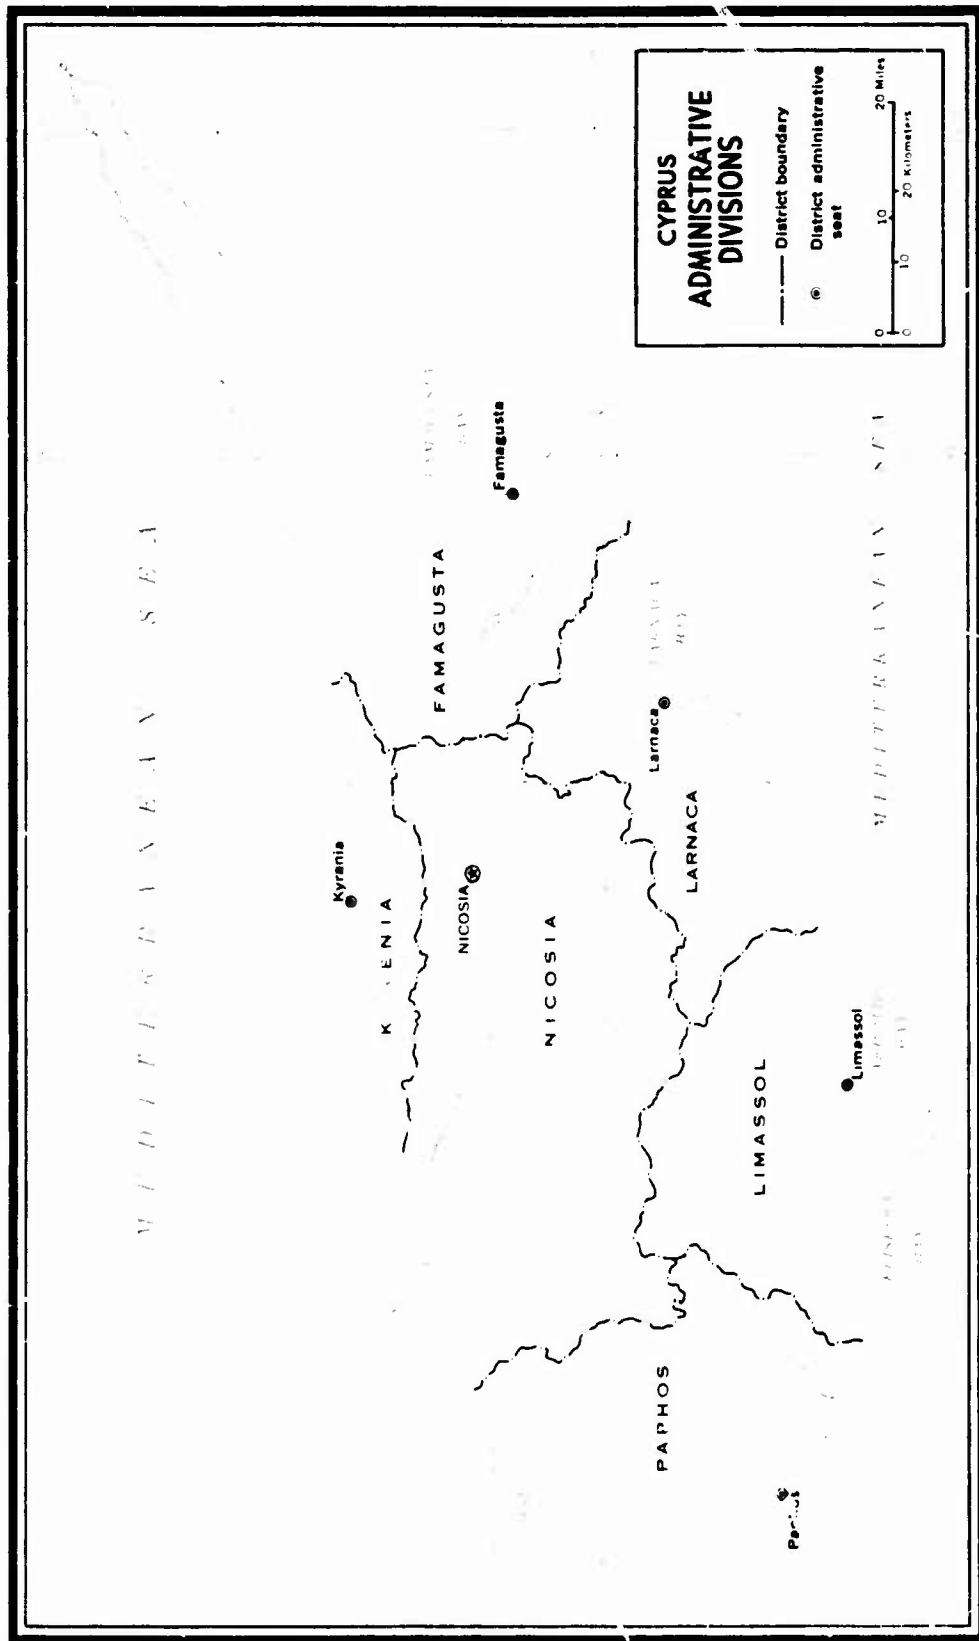 CYPRUS
ADMINISTRATIVE
DIVISIONS
District boundary
District administrative
seat
0 10 20 Miles
0 10 20 Kilometers
MEDITERRANEAN SEA
Kyrenia
K ENIA
NICOSIA
FAMAGUSTA
Famagusta
NICOSIA
Larnaca
LARNACA
LIMASSOL
Limassol
PAPHOS
MEDITERRANEAN SEA